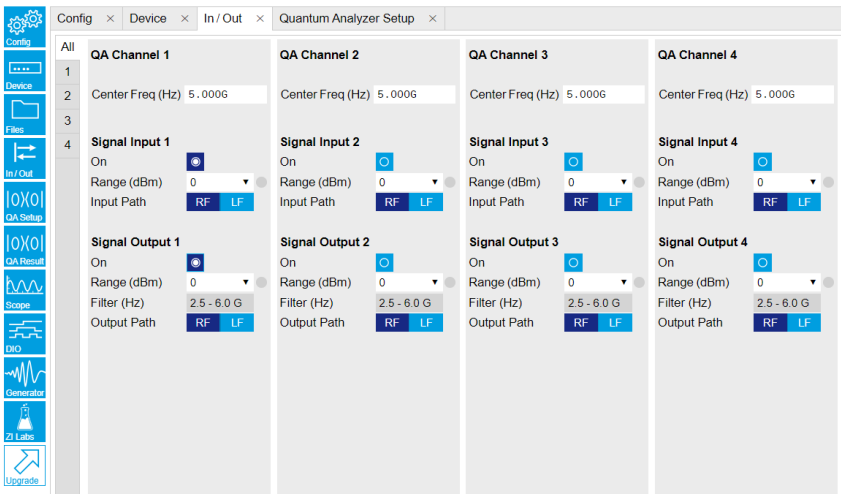 Config × Device × In / Out × Quantum Analyzer Setup ×
Config
Device
Files
In / Out
QA Setup
QA Result
Scope
DIO
Generator
ZI Labs
Upgrade
All
1
2
3
4
QA Channel 1
Center Freq (Hz) 5.000G
Signal Input 1
On
Range (dBm) 0
Input Path RF LF
Signal Output 1
On
Range (dBm) 0
Filter (Hz) 2.5 - 6.0 G
Output Path RF LF
QA Channel 2
Center Freq (Hz) 5.000G
Signal Input 2
On
Range (dBm) 0
Input Path RF LF
Signal Output 2
On
Range (dBm) 0
Filter (Hz) 2.5 - 6.0 G
Output Path RF LF
QA Channel 3
Center Freq (Hz) 5.000G
Signal Input 3
On
Range (dBm) 0
Input Path RF LF
Signal Output 3
On
Range (dBm) 0
Filter (Hz) 2.5 - 6.0 G
Output Path RF LF
QA Channel 4
Center Freq (Hz) 5.000G
Signal Input 4
On
Range (dBm) 0
Input Path RF LF
Signal Output 4
On
Range (dBm) 0
Filter (Hz) 2.5 - 6.0 G
Output Path RF LF